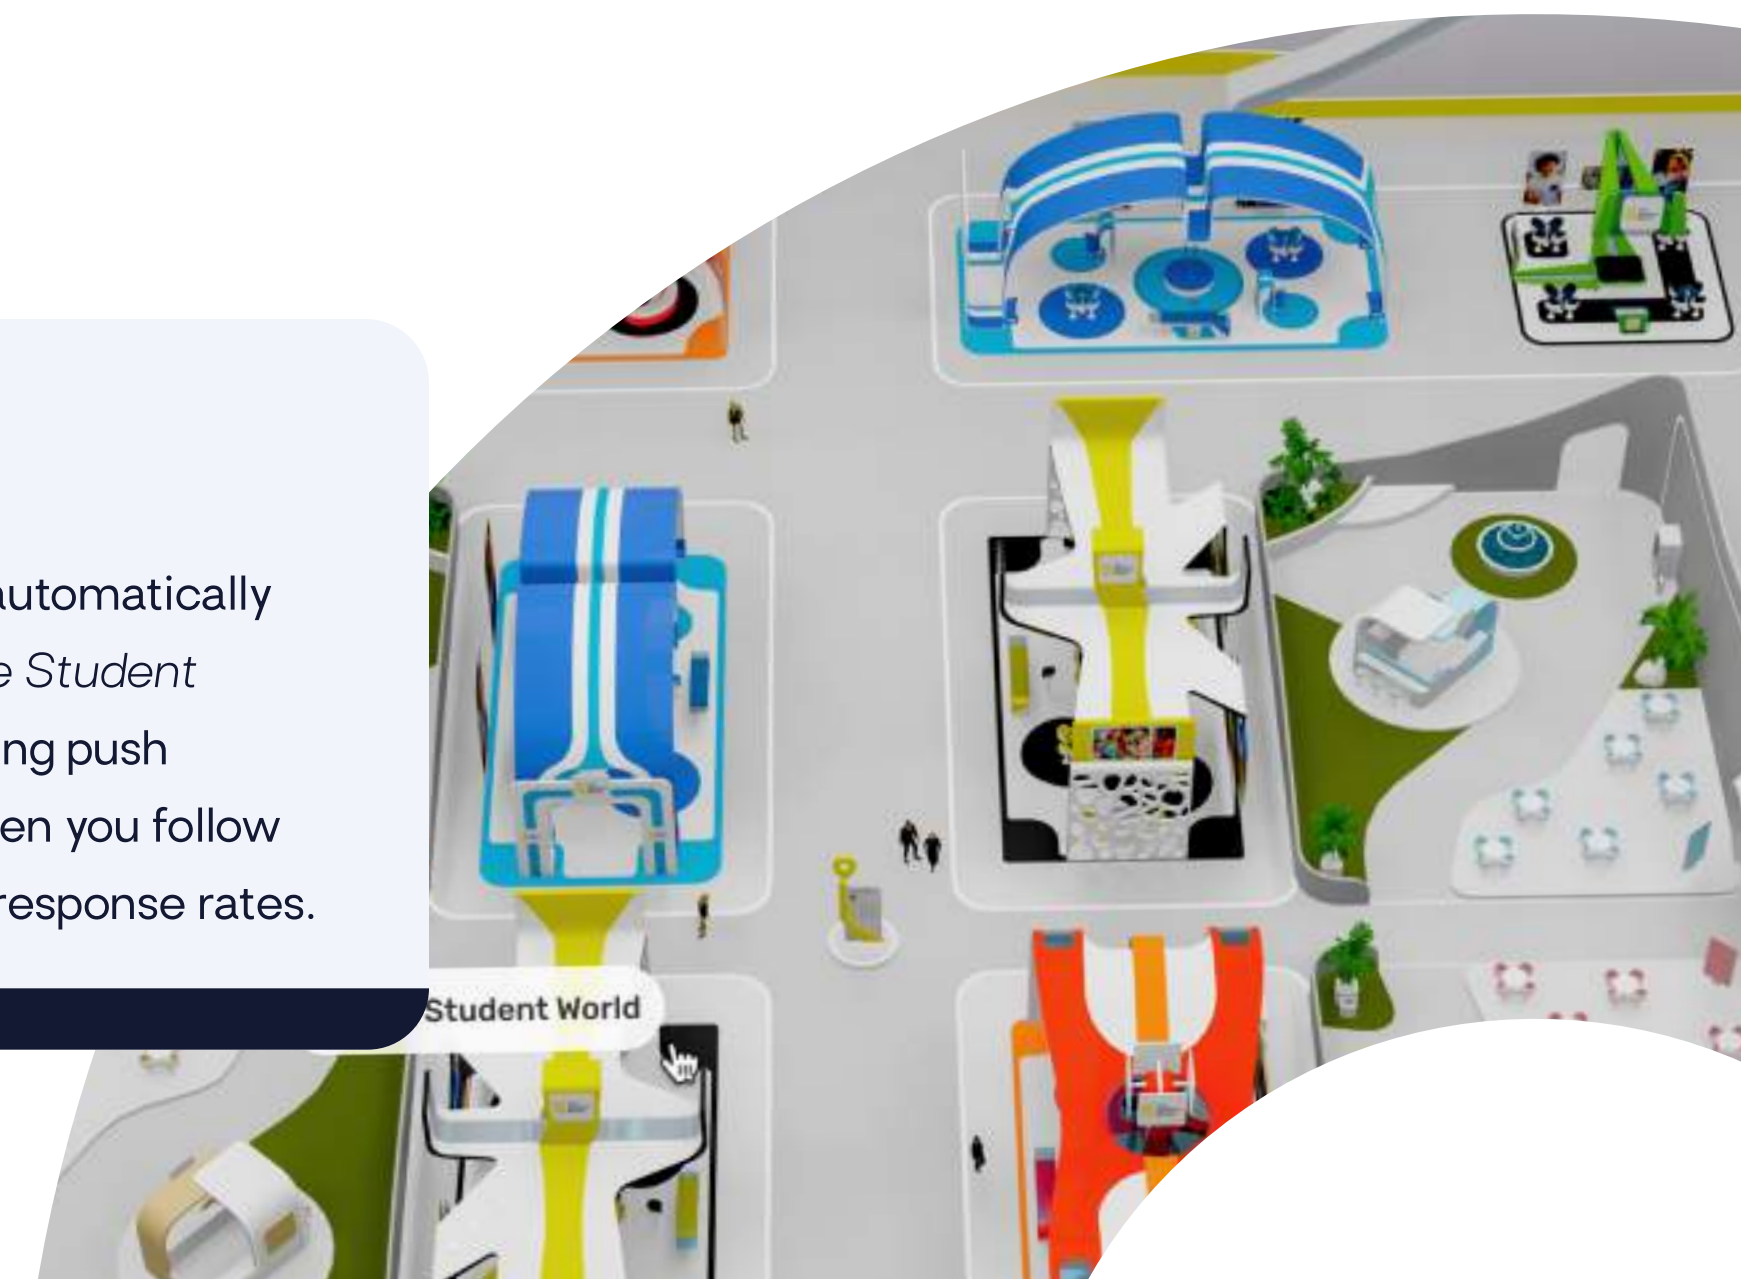 automatically
e Student
ng push
en you follow
response rates.
Student World